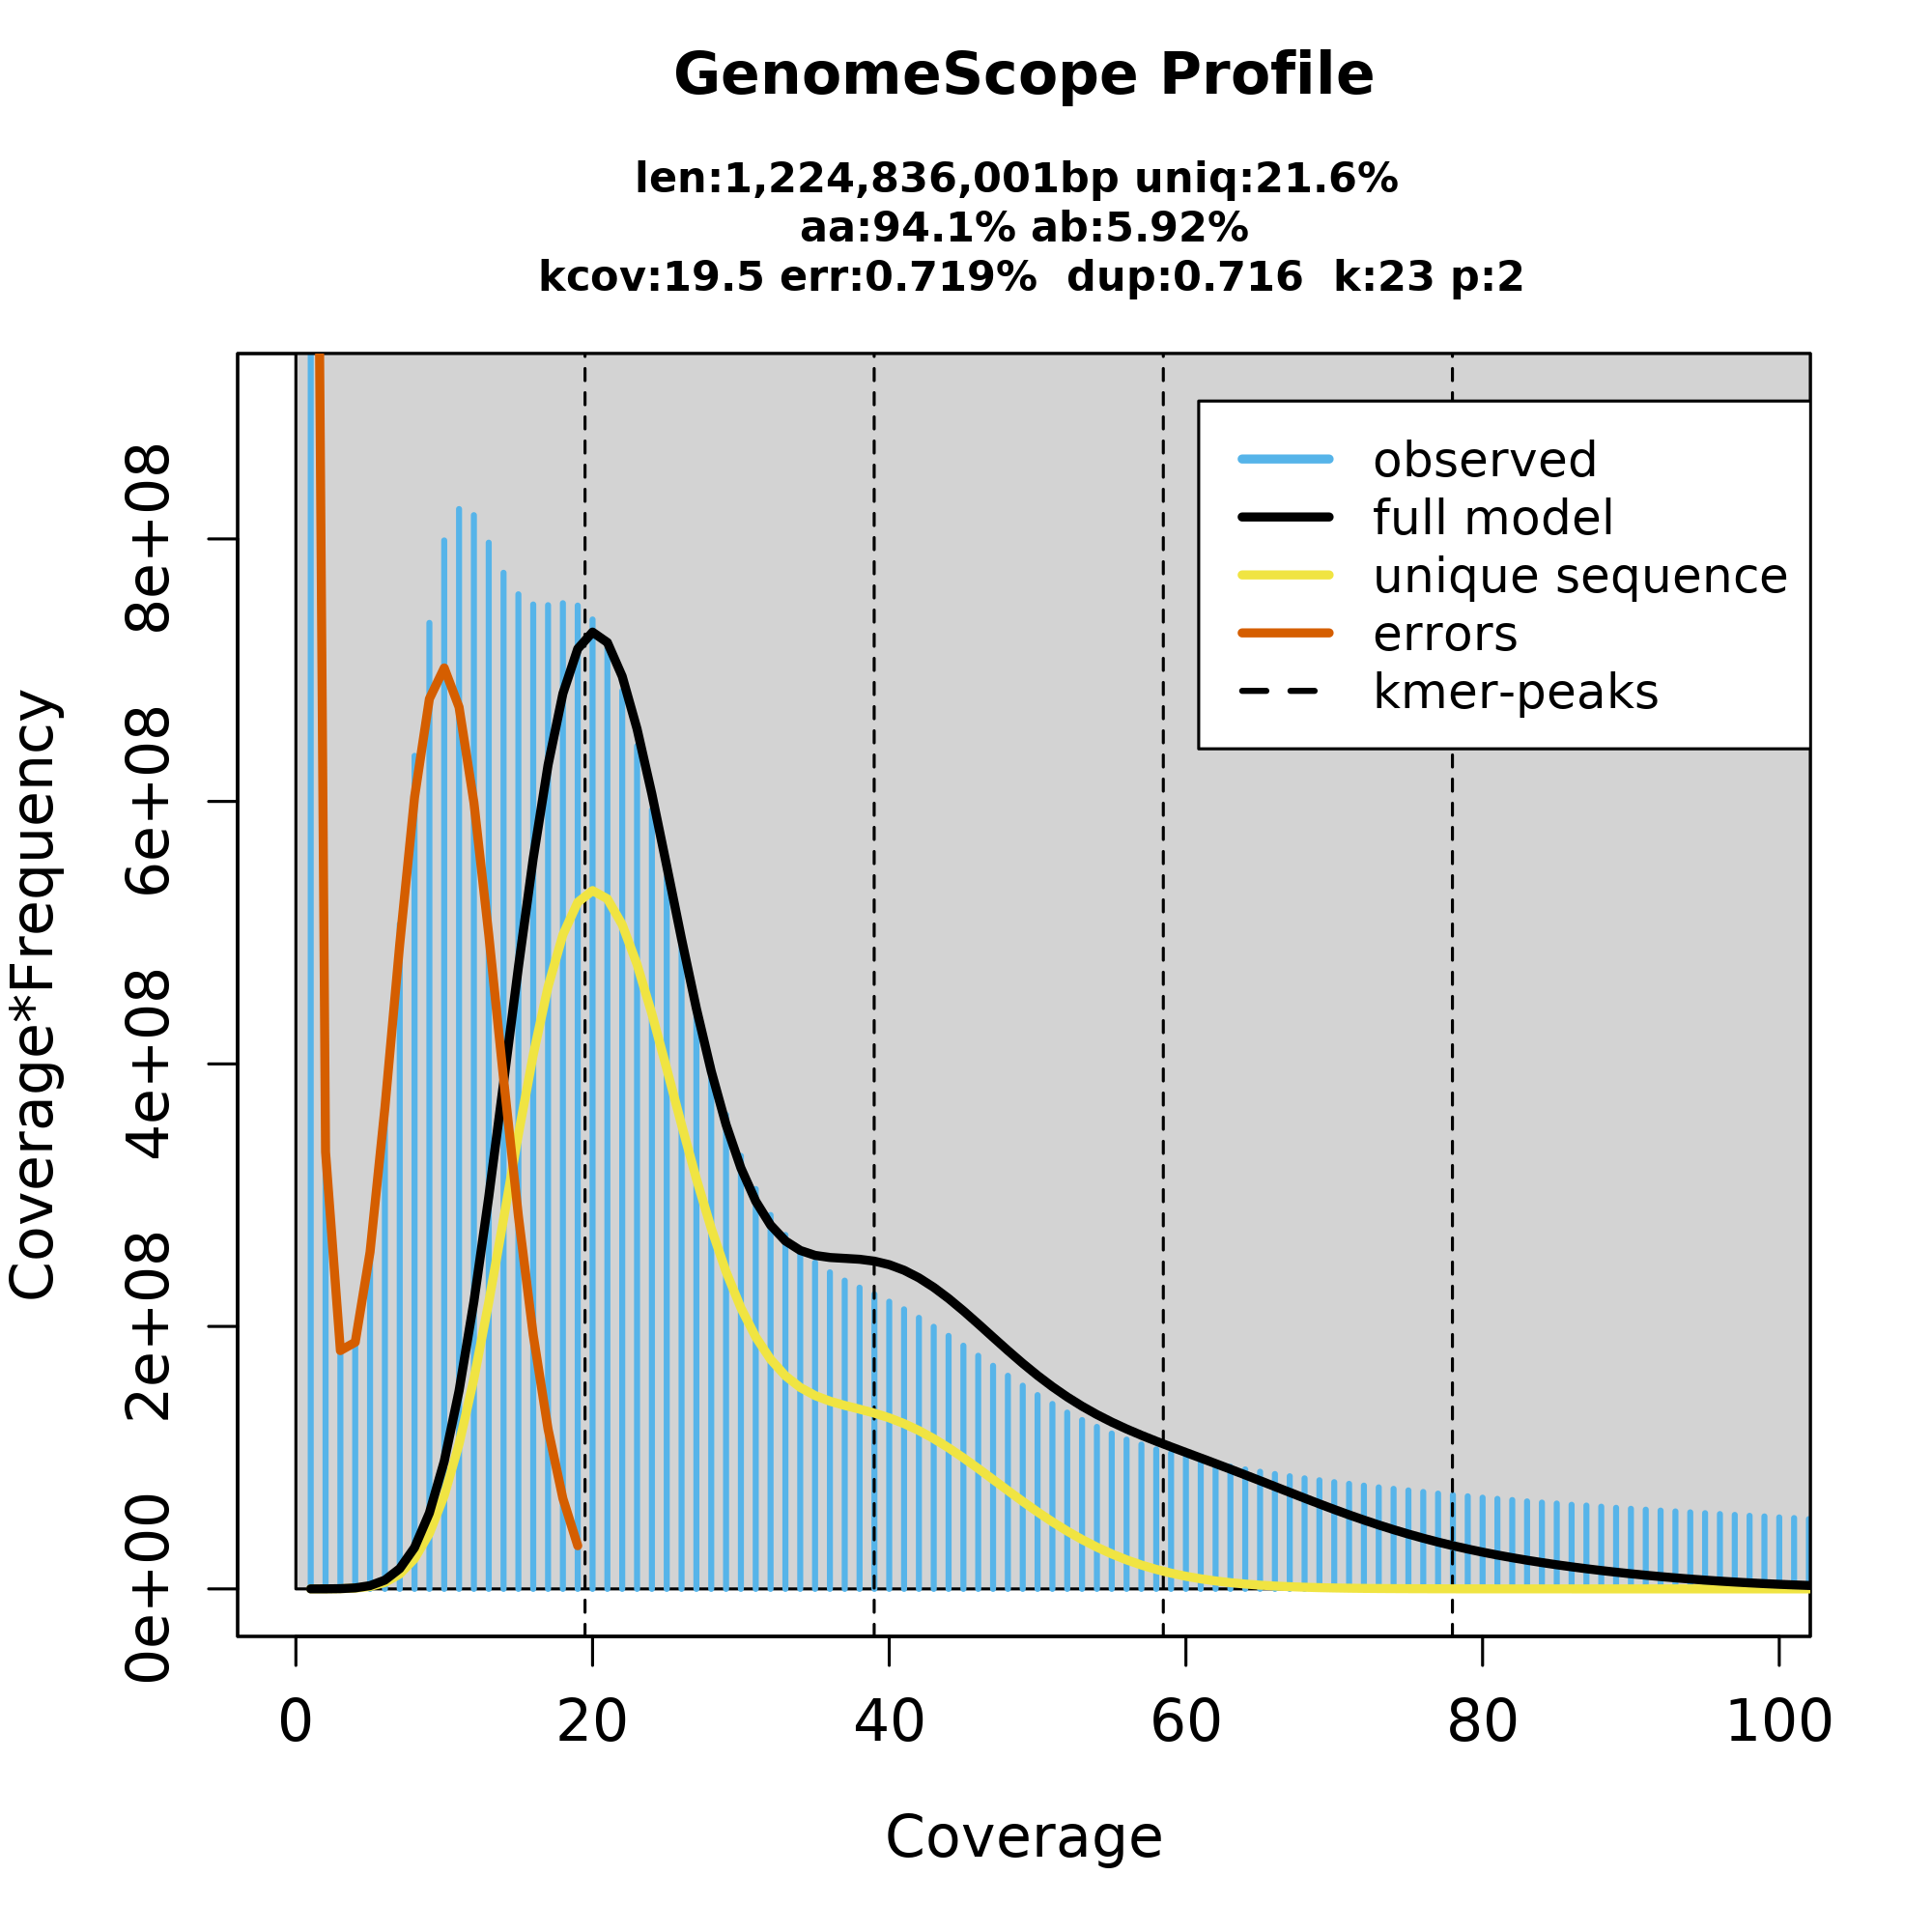 GenomeScope Profile
len:1,224,836,001bp uniq:21.6%
aa:94.1% ab:5.92%
kcov:19.5 err:0.719% dup:0.716 k:23 p:2
observed
full model
unique sequence
errors
kmer-peaks
Coverage*Frequency
8e+08
6e+08
4e+08
2e+08
0e+00
0 20 40 60 80 100
Coverage